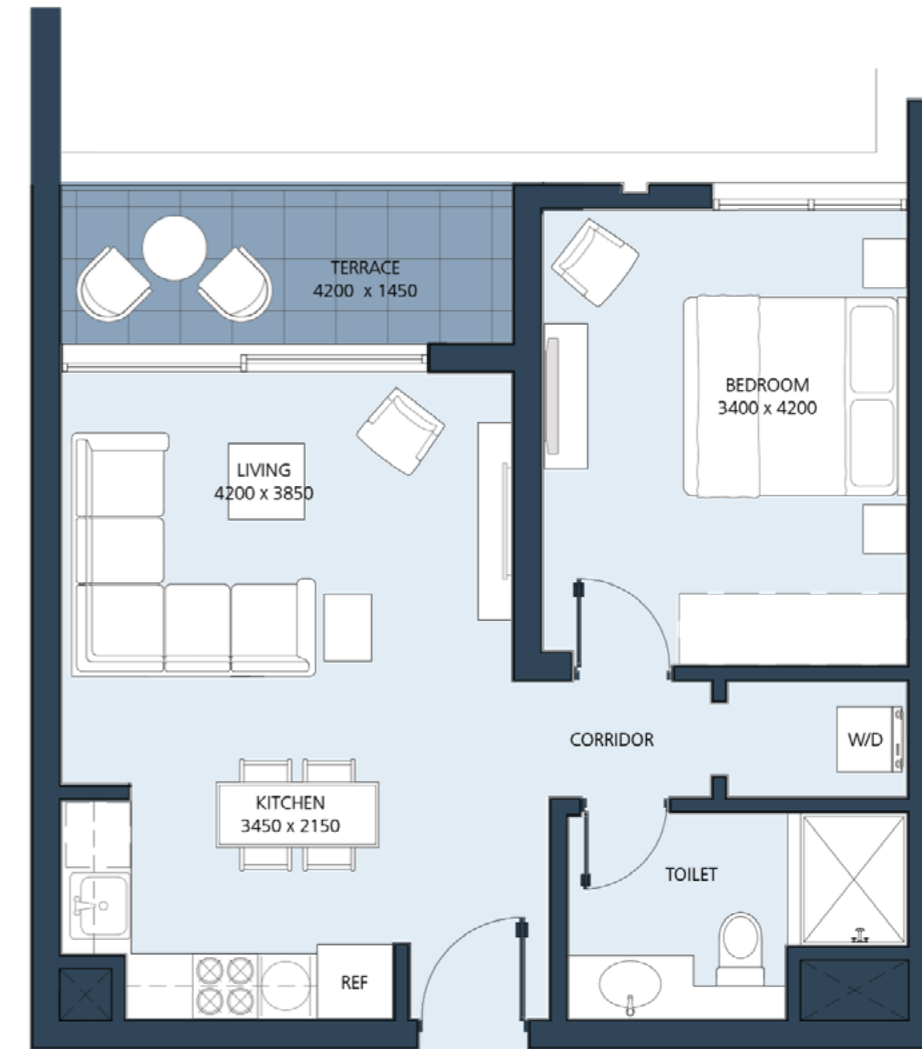 TERRACE
4200 x 1450
BEDROOM
3400 x 4200
LIVING
4200 x 3850
CORRIDOR
W/D
KITCHEN
3450 x 2150
TOILET
REF